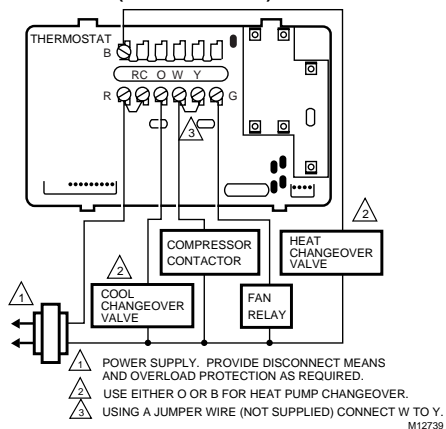 THERMOSTAT
B
RC O W Y
R
G
3
COMPRESSOR
CONTACTOR
2
HEAT
CHANGEOVER
VALVE
2
COOL
CHANGEOVER
VALVE
FAN
RELAY
1
1 POWER SUPPLY. PROVIDE DISCONNECT MEANS
AND OVERLOAD PROTECTION AS REQUIRED.
2 USE EITHER O OR B FOR HEAT PUMP CHANGEOVER.
3 USING A JUMPER WIRE (NOT SUPPLIED) CONNECT W TO Y.
M12739